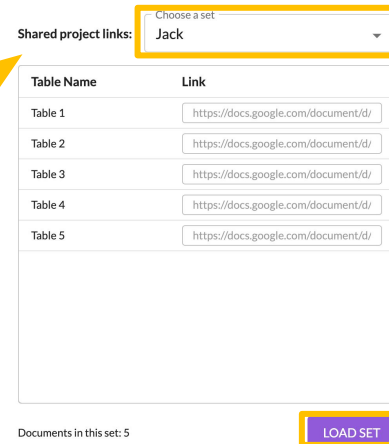 Choose a set
Shared project links: Jack
Table Name Link
Table 1 https://docs.google.com/document/d/
Table 2 https://docs.google.com/document/d/
Table 3 https://docs.google.com/document/d/
Table 4 https://docs.google.com/document/d/
Table 5 https://docs.google.com/document/d/
Documents in this set: 5 LOAD SET